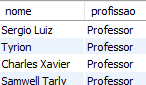 nome profissao
Sergio Luiz Professor
Tyrion Professor
Charles Xavier Professor
Samwell Tarly Professor